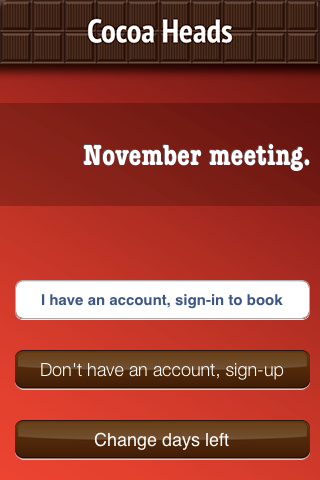 Cocoa Heads
November meeting.
I have an account, sign-in to book
Don't have an account, sign-up
Change days left